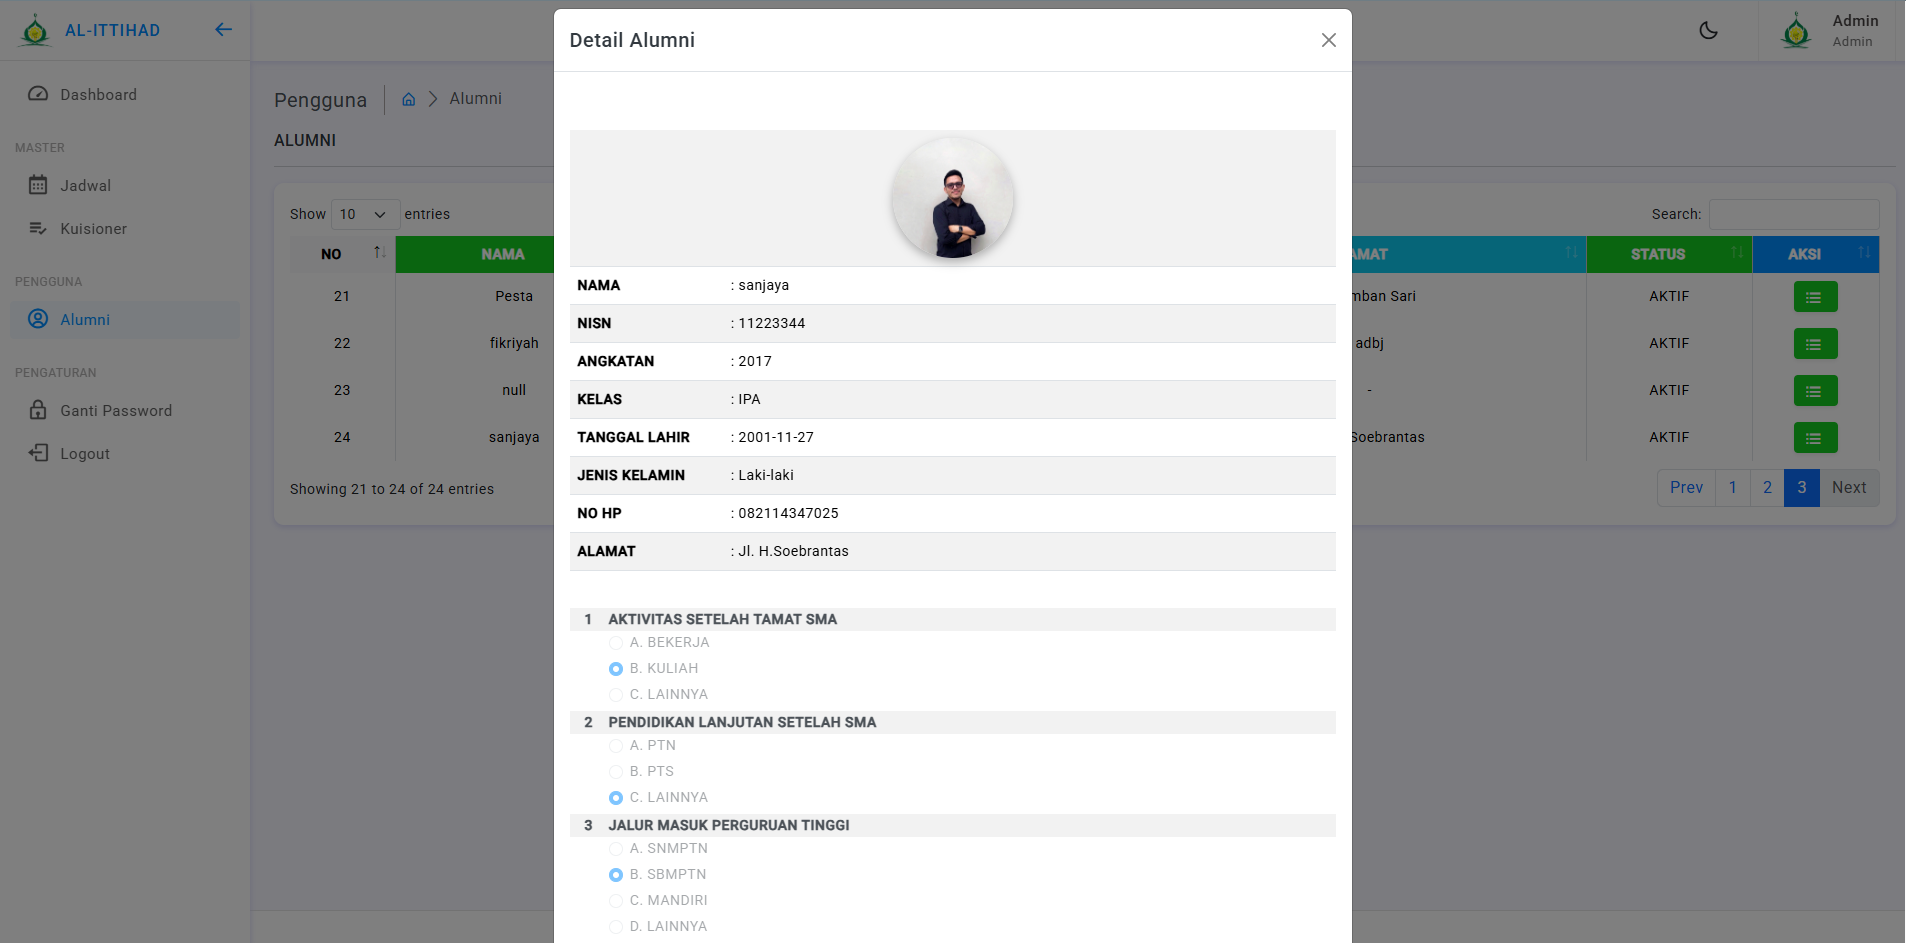 AL-ITTIHAD
Dashboard
MASTER
Jadwal
Kuisioner
PENGGUNA
Alumni
PENGATURAN
Ganti Password
Logout
Admin
Admin
Pengguna Alumni
ALUMNI
Show 10 entries
Search:
NO NAMA AMAT STATUS AKSI
21 Pesta mban Sari AKTIF
22 fikriyah adbj AKTIF
23 null - AKTIF
24 sanjaya Soebrantas AKTIF
Showing 21 to 24 of 24 entries
Prev 1 2 3 Next
Detail Alumni
NAMA : sanjaya
NISN : 11223344
ANGKATAN : 2017
KELAS : IPA
TANGGAL LAHIR : 2001-11-27
JENIS KELAMIN : Laki-laki
NO HP : 082114347025
ALAMAT : Jl. H.Soebrantas
1 AKTIVITAS SETELAH TAMAT SMA
A. BEKERJA
B. KULIAH
C. LAINNYA
2 PENDIDIKAN LANJUTAN SETELAH SMA
A. PTN
B. PTS
C. LAINNYA
3 JALUR MASUK PERGURUAN TINGGI
A. SNMPTN
B. SBMPTN
C. MANDIRI
D. LAINNYA